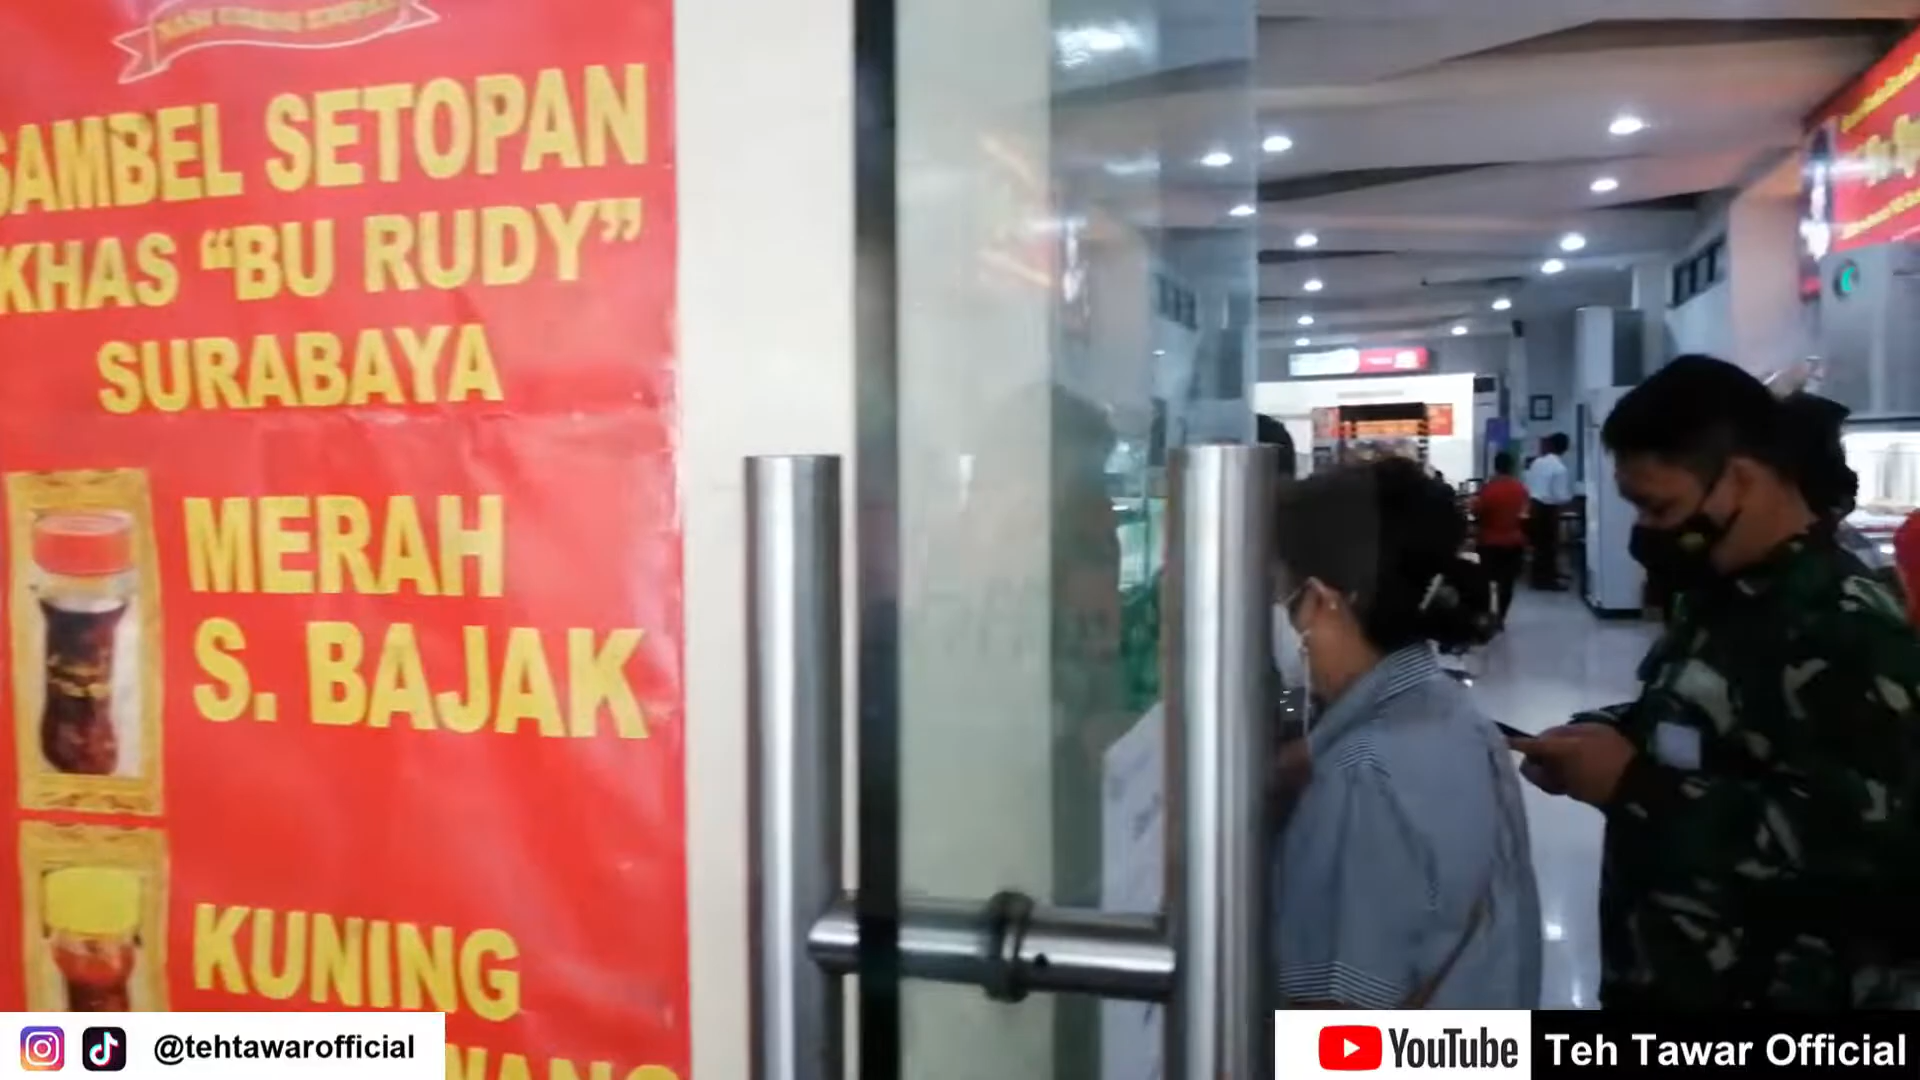 SAMBEL SETOPAN
KHAS “BU RUDY”
SURABAYA
MERAH
S. BAJAK
KUNING
@tehtawarofficial
YouTube
Teh Tawar Official